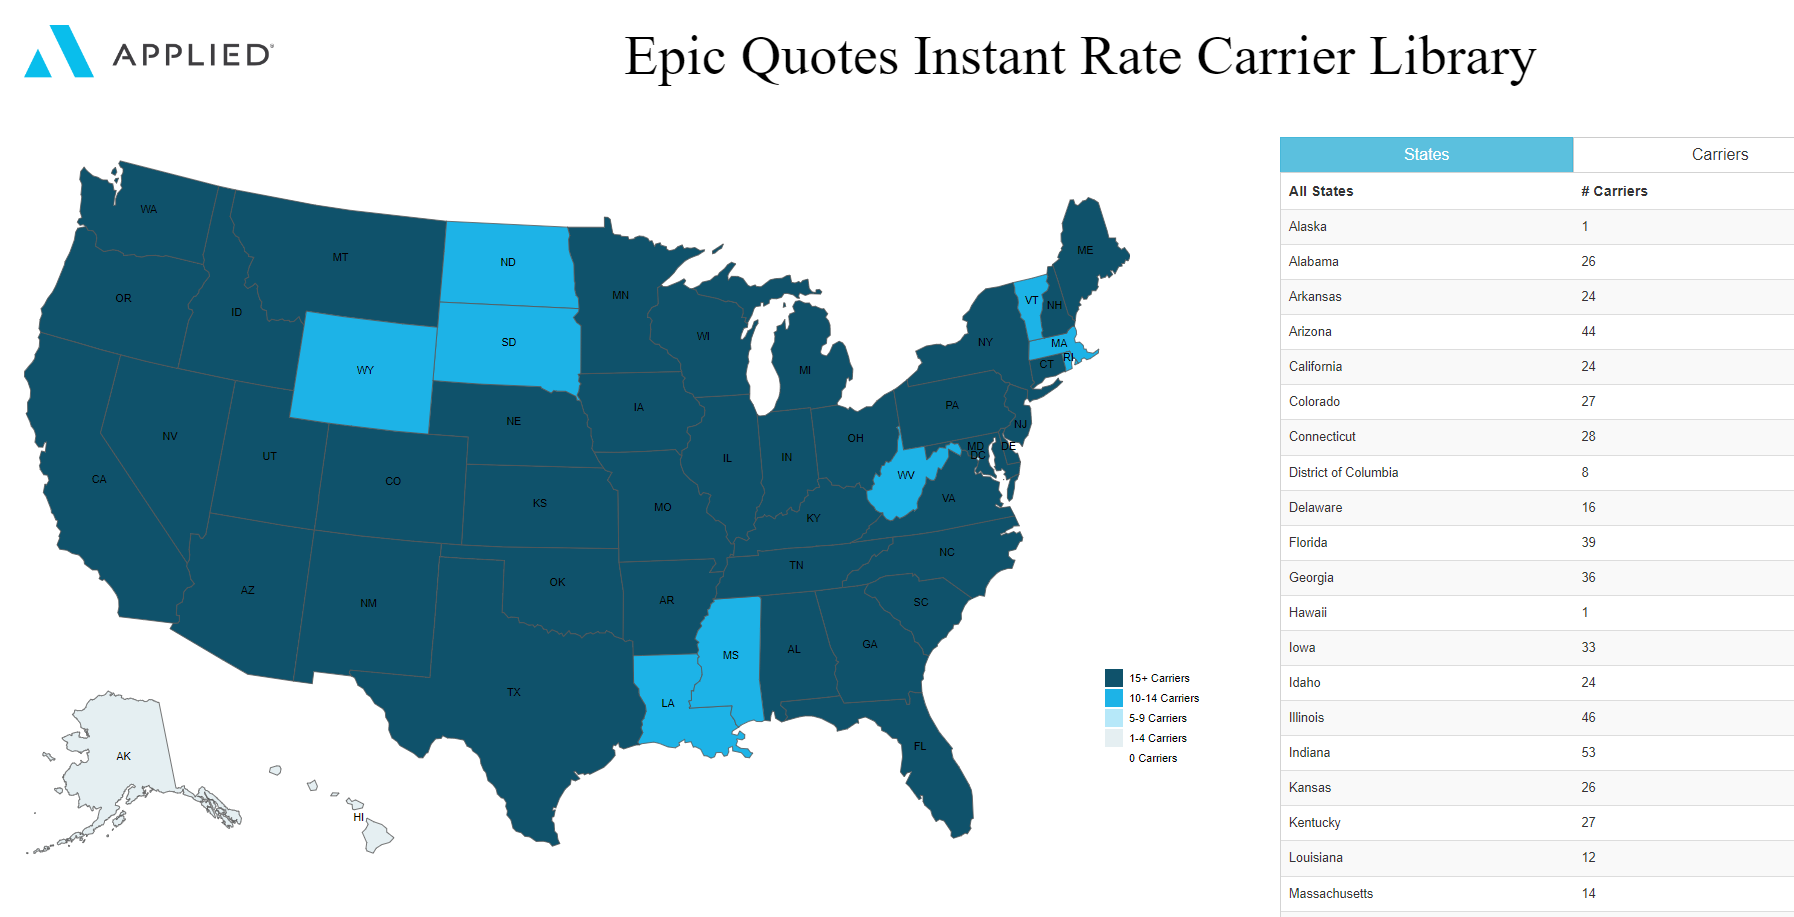 APPLIED
Epic Quotes Instant Rate Carrier Library
States Carriers
All States # Carriers
Alaska 1
Alabama 26
Arkansas 24
Arizona 44
California 24
Colorado 27
Connecticut 28
District of Columbia 8
Delaware 16
Florida 39
Georgia 36
Hawaii 1
Iowa 33
Idaho 24
Illinois 46
Indiana 53
Kansas 26
Kentucky 27
Louisiana 12
Massachusetts 14
WA
MT
ND
MN
OR
ID
WY
SD
WI
MI
NY
VT
NH
ME
MA
RI
CT
NV
UT
CA
CO
NE
IA
IL
IN
OH
PA
NJ
MD
DC
DE
WV
VA
KS
MO
KY
AZ
NM
OK
AR
TN
NC
SC
MS
AL
GA
TX
LA
FL
AK
HI
15+ Carriers
10-14 Carriers
5-9 Carriers
1-4 Carriers
0 Carriers